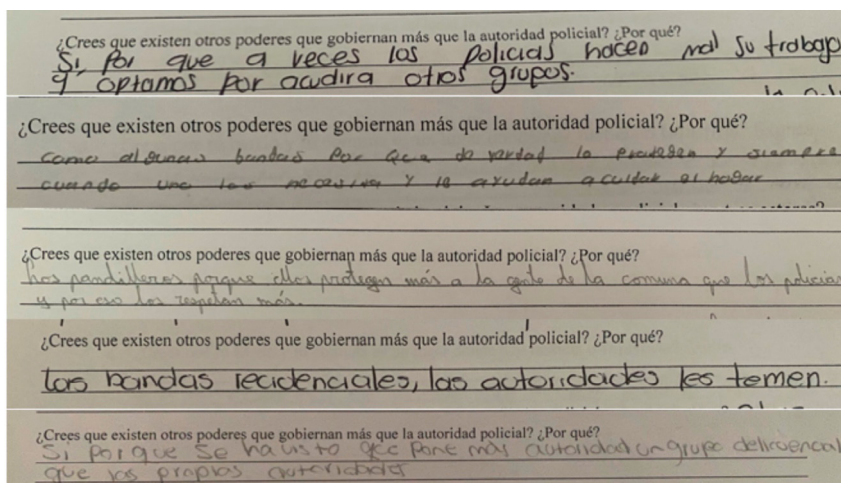 ¿Crees que existen otros poderes que gobiernan más que la autoridad policial? ¿Por qué?
Si, Por que a veces los policias hacen mal su trabajo
y optamos por acudira otros grupos.
¿Crees que existen otros poderes que gobiernan más que la autoridad policial? ¿Por qué?
como algunas bandas Por que de verdad lo protegen y siempre
cuando uno los necesita y le ayudan a cuidar el hogar
¿Crees que existen otros poderes que gobiernan más que la autoridad policial? ¿Por qué?
Los pandilleros porque ellos protegen más a la gente de la comuna que los policias
y por eso los respetan más.
¿Crees que existen otros poderes que gobiernan más que la autoridad policial? ¿Por qué?
Las bandas recidenciales, las autoridades les temen.
¿Crees que existen otros poderes que gobiernan más que la autoridad policial? ¿Por qué?
Si porque se ha visto que pone más autoridad un grupo delicuencal
que las propias autoridades